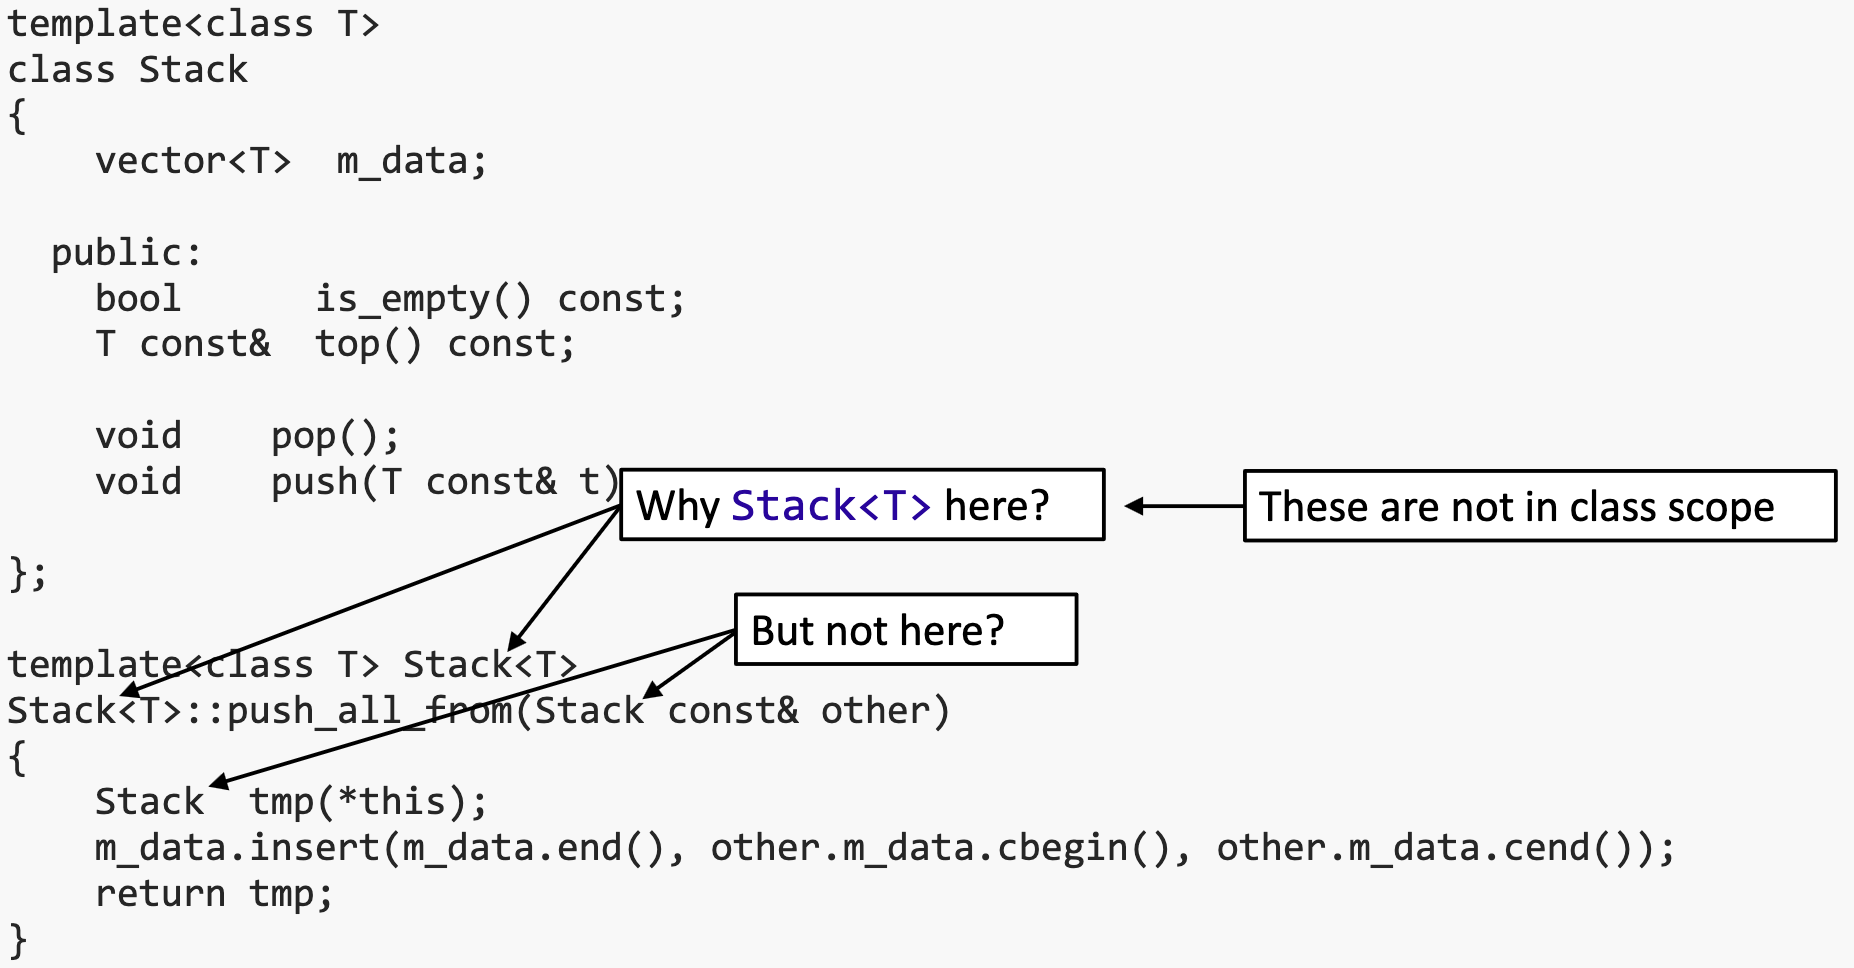 template<class T>
class Stack
{
    vector<T>  m_data;
  public:
    bool      is_empty() const;
    T const&  top() const;
    void    pop();
    void    push(T const& t)
Why Stack<T> here?
These are not in class scope
};
But not here?
template<class T> Stack<T>
Stack<T>::push_all_from(Stack const& other)
{
    Stack  tmp(*this);
    m_data.insert(m_data.end(), other.m_data.cbegin(), other.m_data.cend());
    return tmp;
}